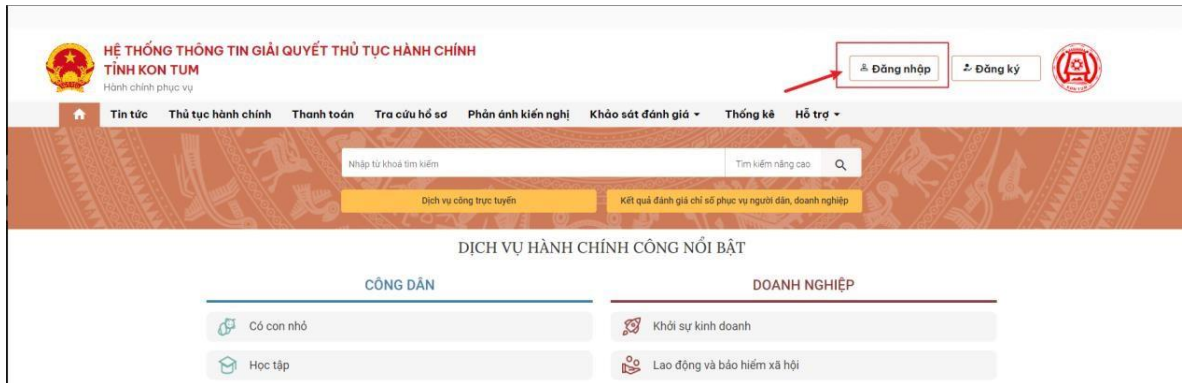 HỆ THỐNG THÔNG TIN GIẢI QUYẾT THỦ TỤC HÀNH CHÍNH
TỈNH KON TUM
Hành chính phục vụ
Đăng nhập
Đăng ký
KON TUM
Tin tức Thủ tục hành chính Thanh toán Tra cứu hồ sơ Phản ánh kiến nghị Khảo sát đánh giá Thống kê Hỗ trợ
Nhập từ khoá tìm kiếm
Tìm kiếm nâng cao
Dịch vụ công trực tuyến
Kết quả đánh giá chỉ số phục vụ người dân, doanh nghiệp
DỊCH VỤ HÀNH CHÍNH CÔNG NỔI BẬT
CÔNG DÂN
DOANH NGHIỆP
Có con nhỏ
Khởi sự kinh doanh
Học tập
Lao động và bảo hiểm xã hội